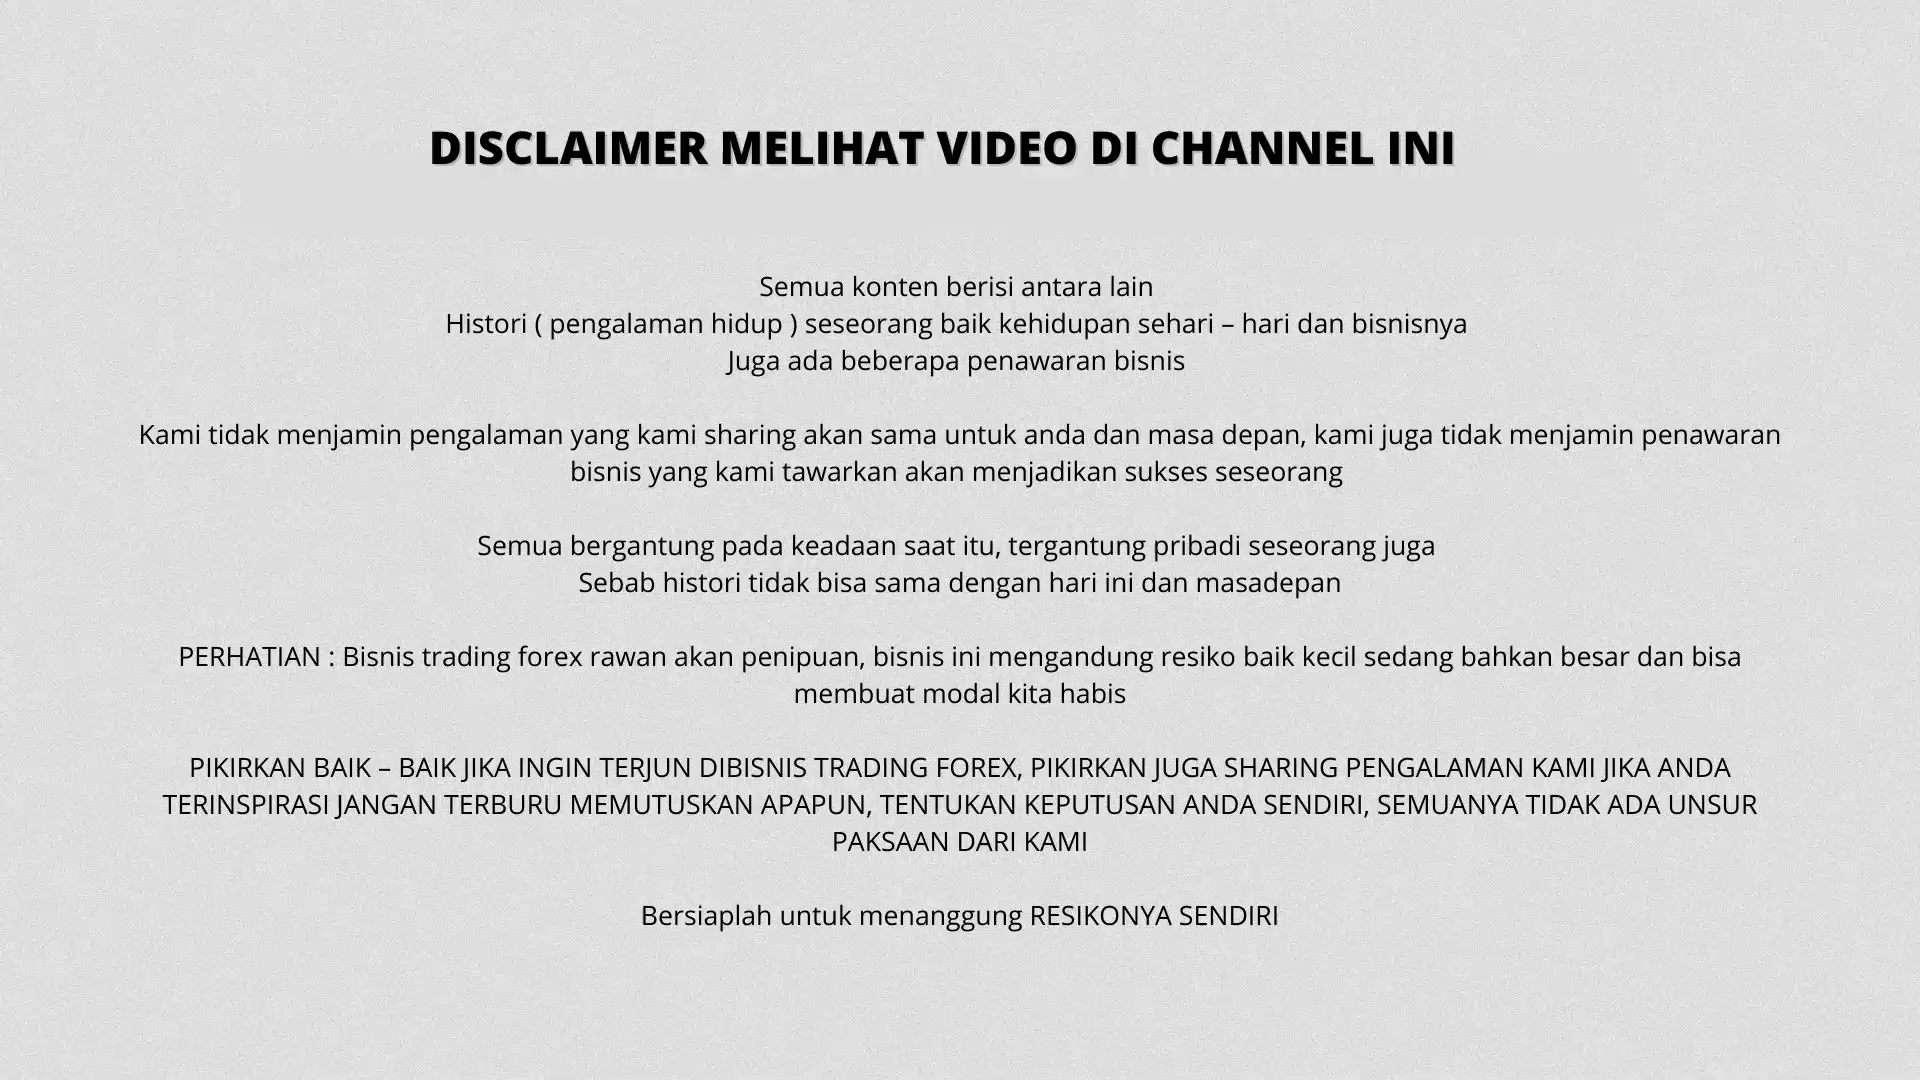 DISCLAIMER MELIHAT VIDEO DI CHANNEL INI
Semua konten berisi antara lain
Histori ( pengalaman hidup ) seseorang baik kehidupan sehari – hari dan bisnisnya
Juga ada beberapa penawaran bisnis
Kami tidak menjamin pengalaman yang kami sharing akan sama untuk anda dan masa depan, kami juga tidak menjamin penawaran
bisnis yang kami tawarkan akan menjadikan sukses seseorang
Semua bergantung pada keadaan saat itu, tergantung pribadi seseorang juga
Sebab histori tidak bisa sama dengan hari ini dan masadepan
PERHATIAN : Bisnis trading forex rawan akan penipuan, bisnis ini mengandung resiko baik kecil sedang bahkan besar dan bisa
membuat modal kita habis
PIKIRKAN BAIK – BAIK JIKA INGIN TERJUN DIBISNIS TRADING FOREX, PIKIRKAN JUGA SHARING PENGALAMAN KAMI JIKA ANDA
TERINSPIRASI JANGAN TERBURU MEMUTUSKAN APAPUN, TENTUKAN KEPUTUSAN ANDA SENDIRI, SEMUANYA TIDAK ADA UNSUR
PAKSAAN DARI KAMI
Bersiaplah untuk menanggung RESIKONYA SENDIRI